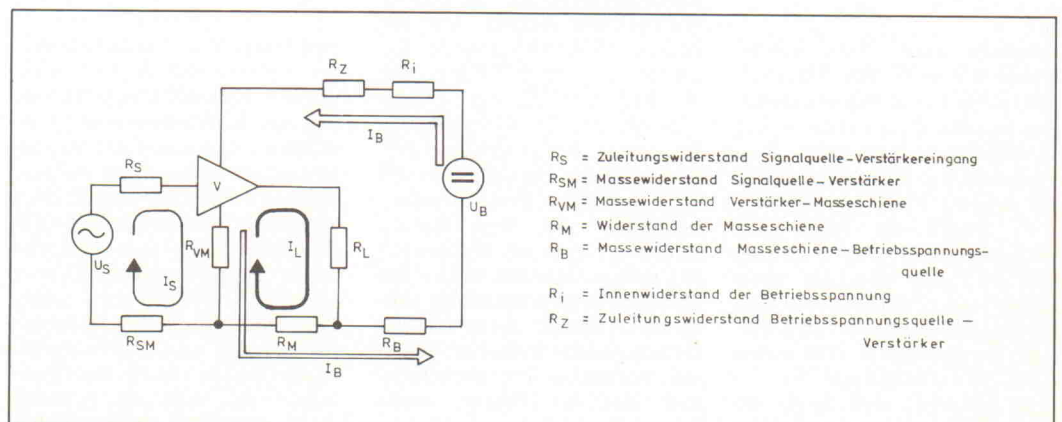 R_Z R_i
I_B
R_S
V
=
U_B
U_S
I_S
R_VM
I_L
R_L
R_SM
R_M
R_B
I_B
R_S = Zuleitungswiderstand Signalquelle-Verstärkereingang
R_SM = Massewiderstand Signalquelle-Verstärker
R_VM = Massewiderstand Verstärker-Masseschiene
R_M = Widerstand der Masseschiene
R_B = Massewiderstand Masseschiene-Betriebsspannungs-
quelle
R_i = Innenwiderstand der Betriebsspannung
R_Z = Zuleitungswiderstand Betriebsspannungsquelle –
Verstärker